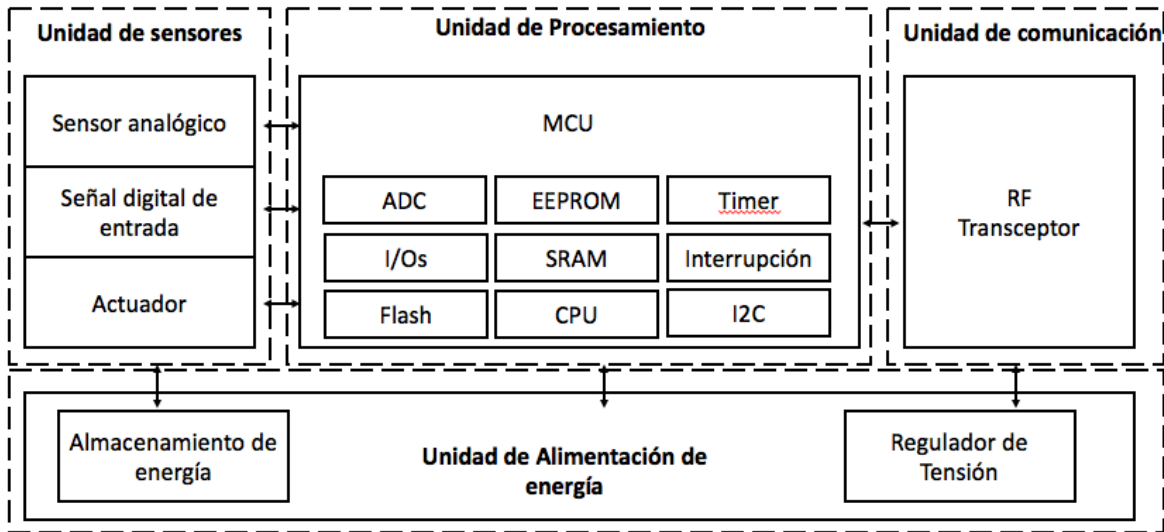 Unidad de sensores
Sensor analógico
Señal digital de
entrada
Actuador
Unidad de Procesamiento
MCU
ADC
EEPROM
Timer
I/Os
SRAM
Interrupción
Flash
CPU
I2C
Unidad de comunicación
RF
Transceptor
Almacenamiento de
energía
Unidad de Alimentación de
energía
Regulador de
Tensión